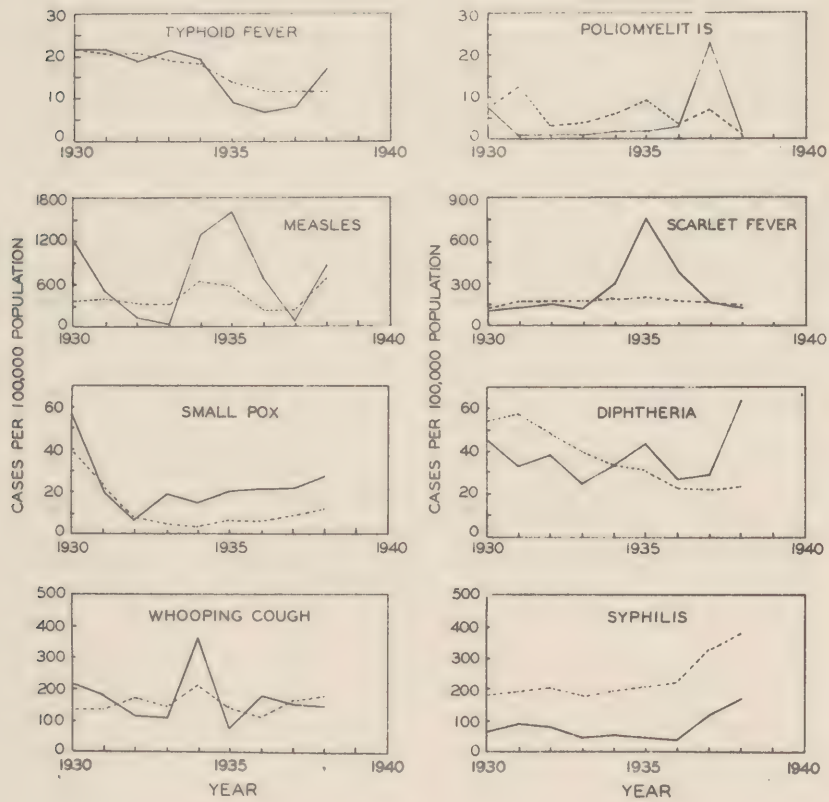 TYPHOID FEVER
30
20
10
0
1930 1935 1940
POLIOMYELITIS
30
20
10
0
1930 1935 1940
MEASLES
1800
1200
600
0
1930 1935 1940
SCARLET FEVER
900
750
600
450
300
150
0
1930 1935 1940
CASES PER 100,000 POPULATION
CASES PER 100,000 POPULATION
SMALL POX
60
40
20
0
1930 1935 1940
DIPHTHERIA
60
40
20
0
1930 1935 1940
WHOOPING COUGH
500
400
300
200
100
0
1930 1935 1940
YEAR
SYPHILIS
500
400
300
200
100
0
1930 1935 1940
YEAR